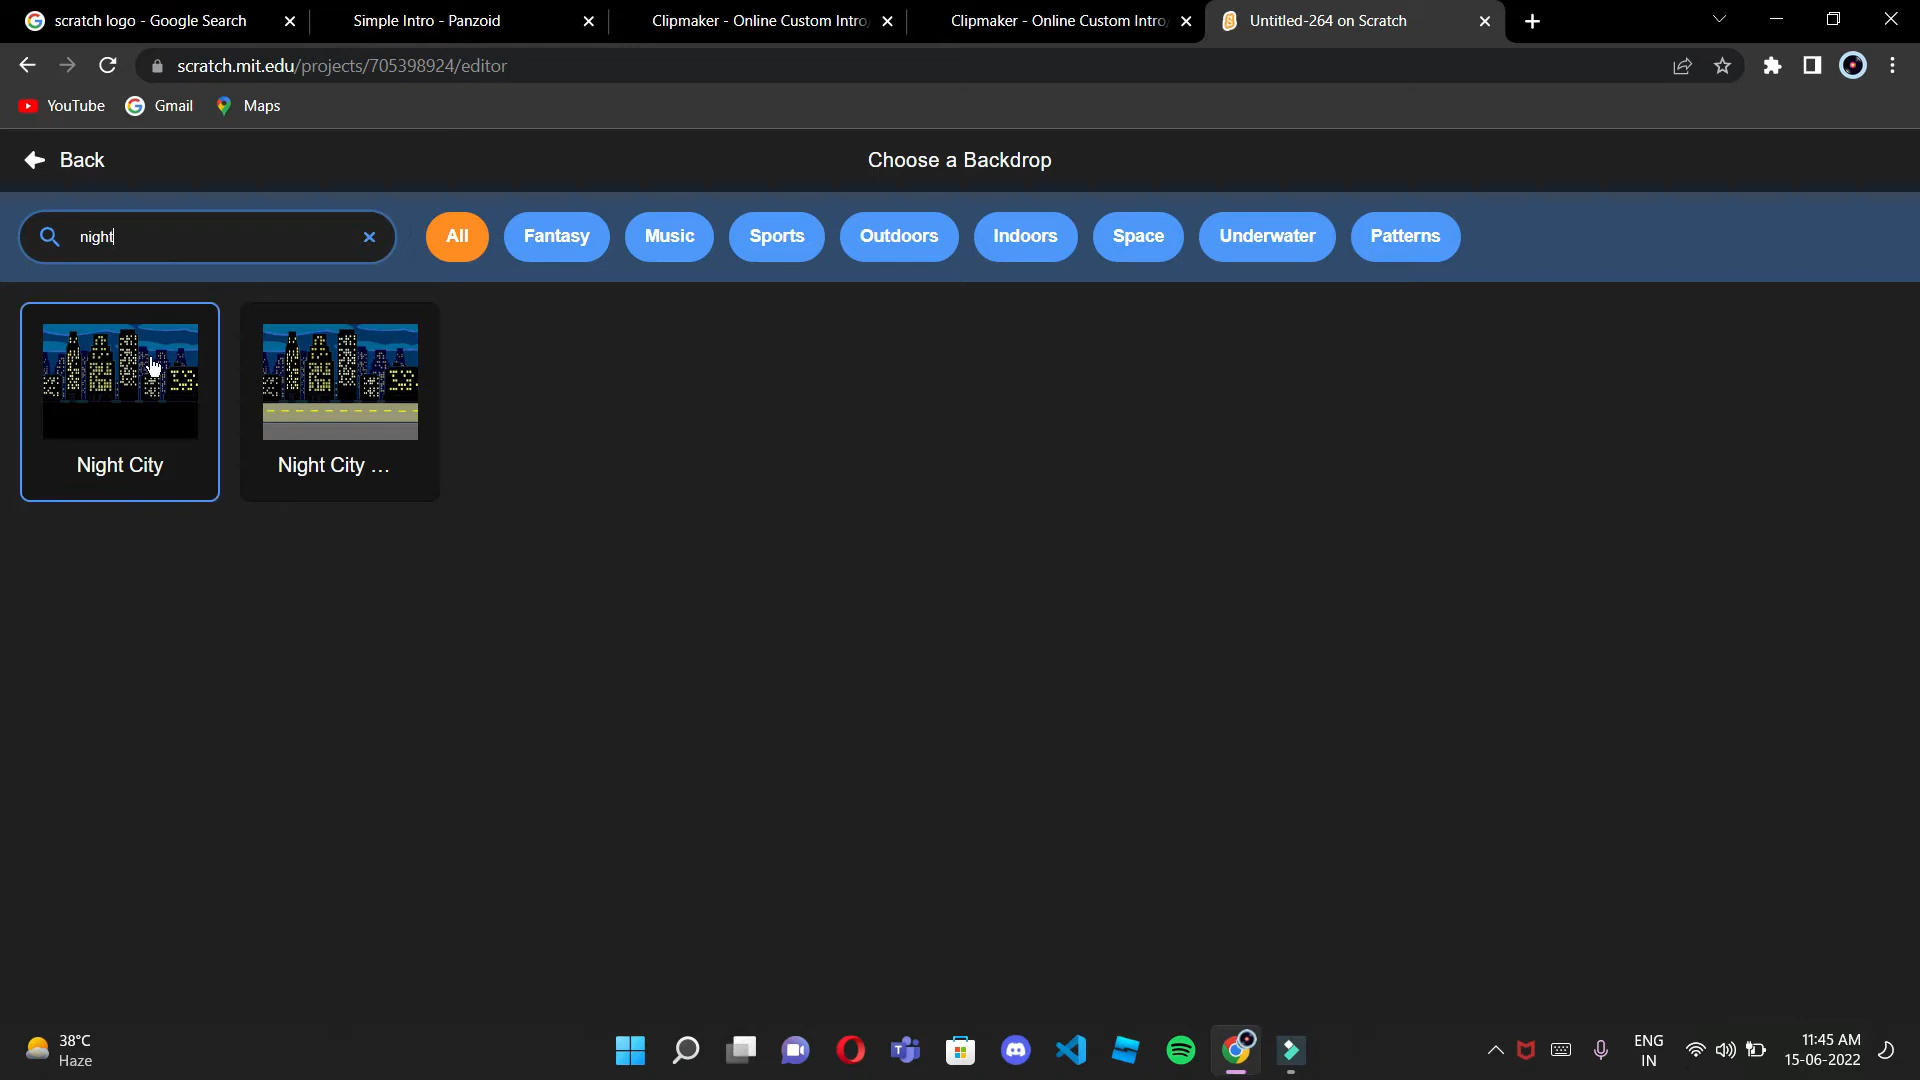 scratch logo - Google Search
Simple Intro - Panzoid
Clipmaker - Online Custom Intro
Clipmaker - Online Custom Intro
Untitled-264 on Scratch
scratch.mit.edu/projects/705398924/editor
YouTube
Gmail
Maps
Back
Choose a Backdrop
night
All
Fantasy
Music
Sports
Outdoors
Indoors
Space
Underwater
Patterns
Night City
Night City ...
38°C
Haze
ENG
IN
11:45 AM
15-06-2022